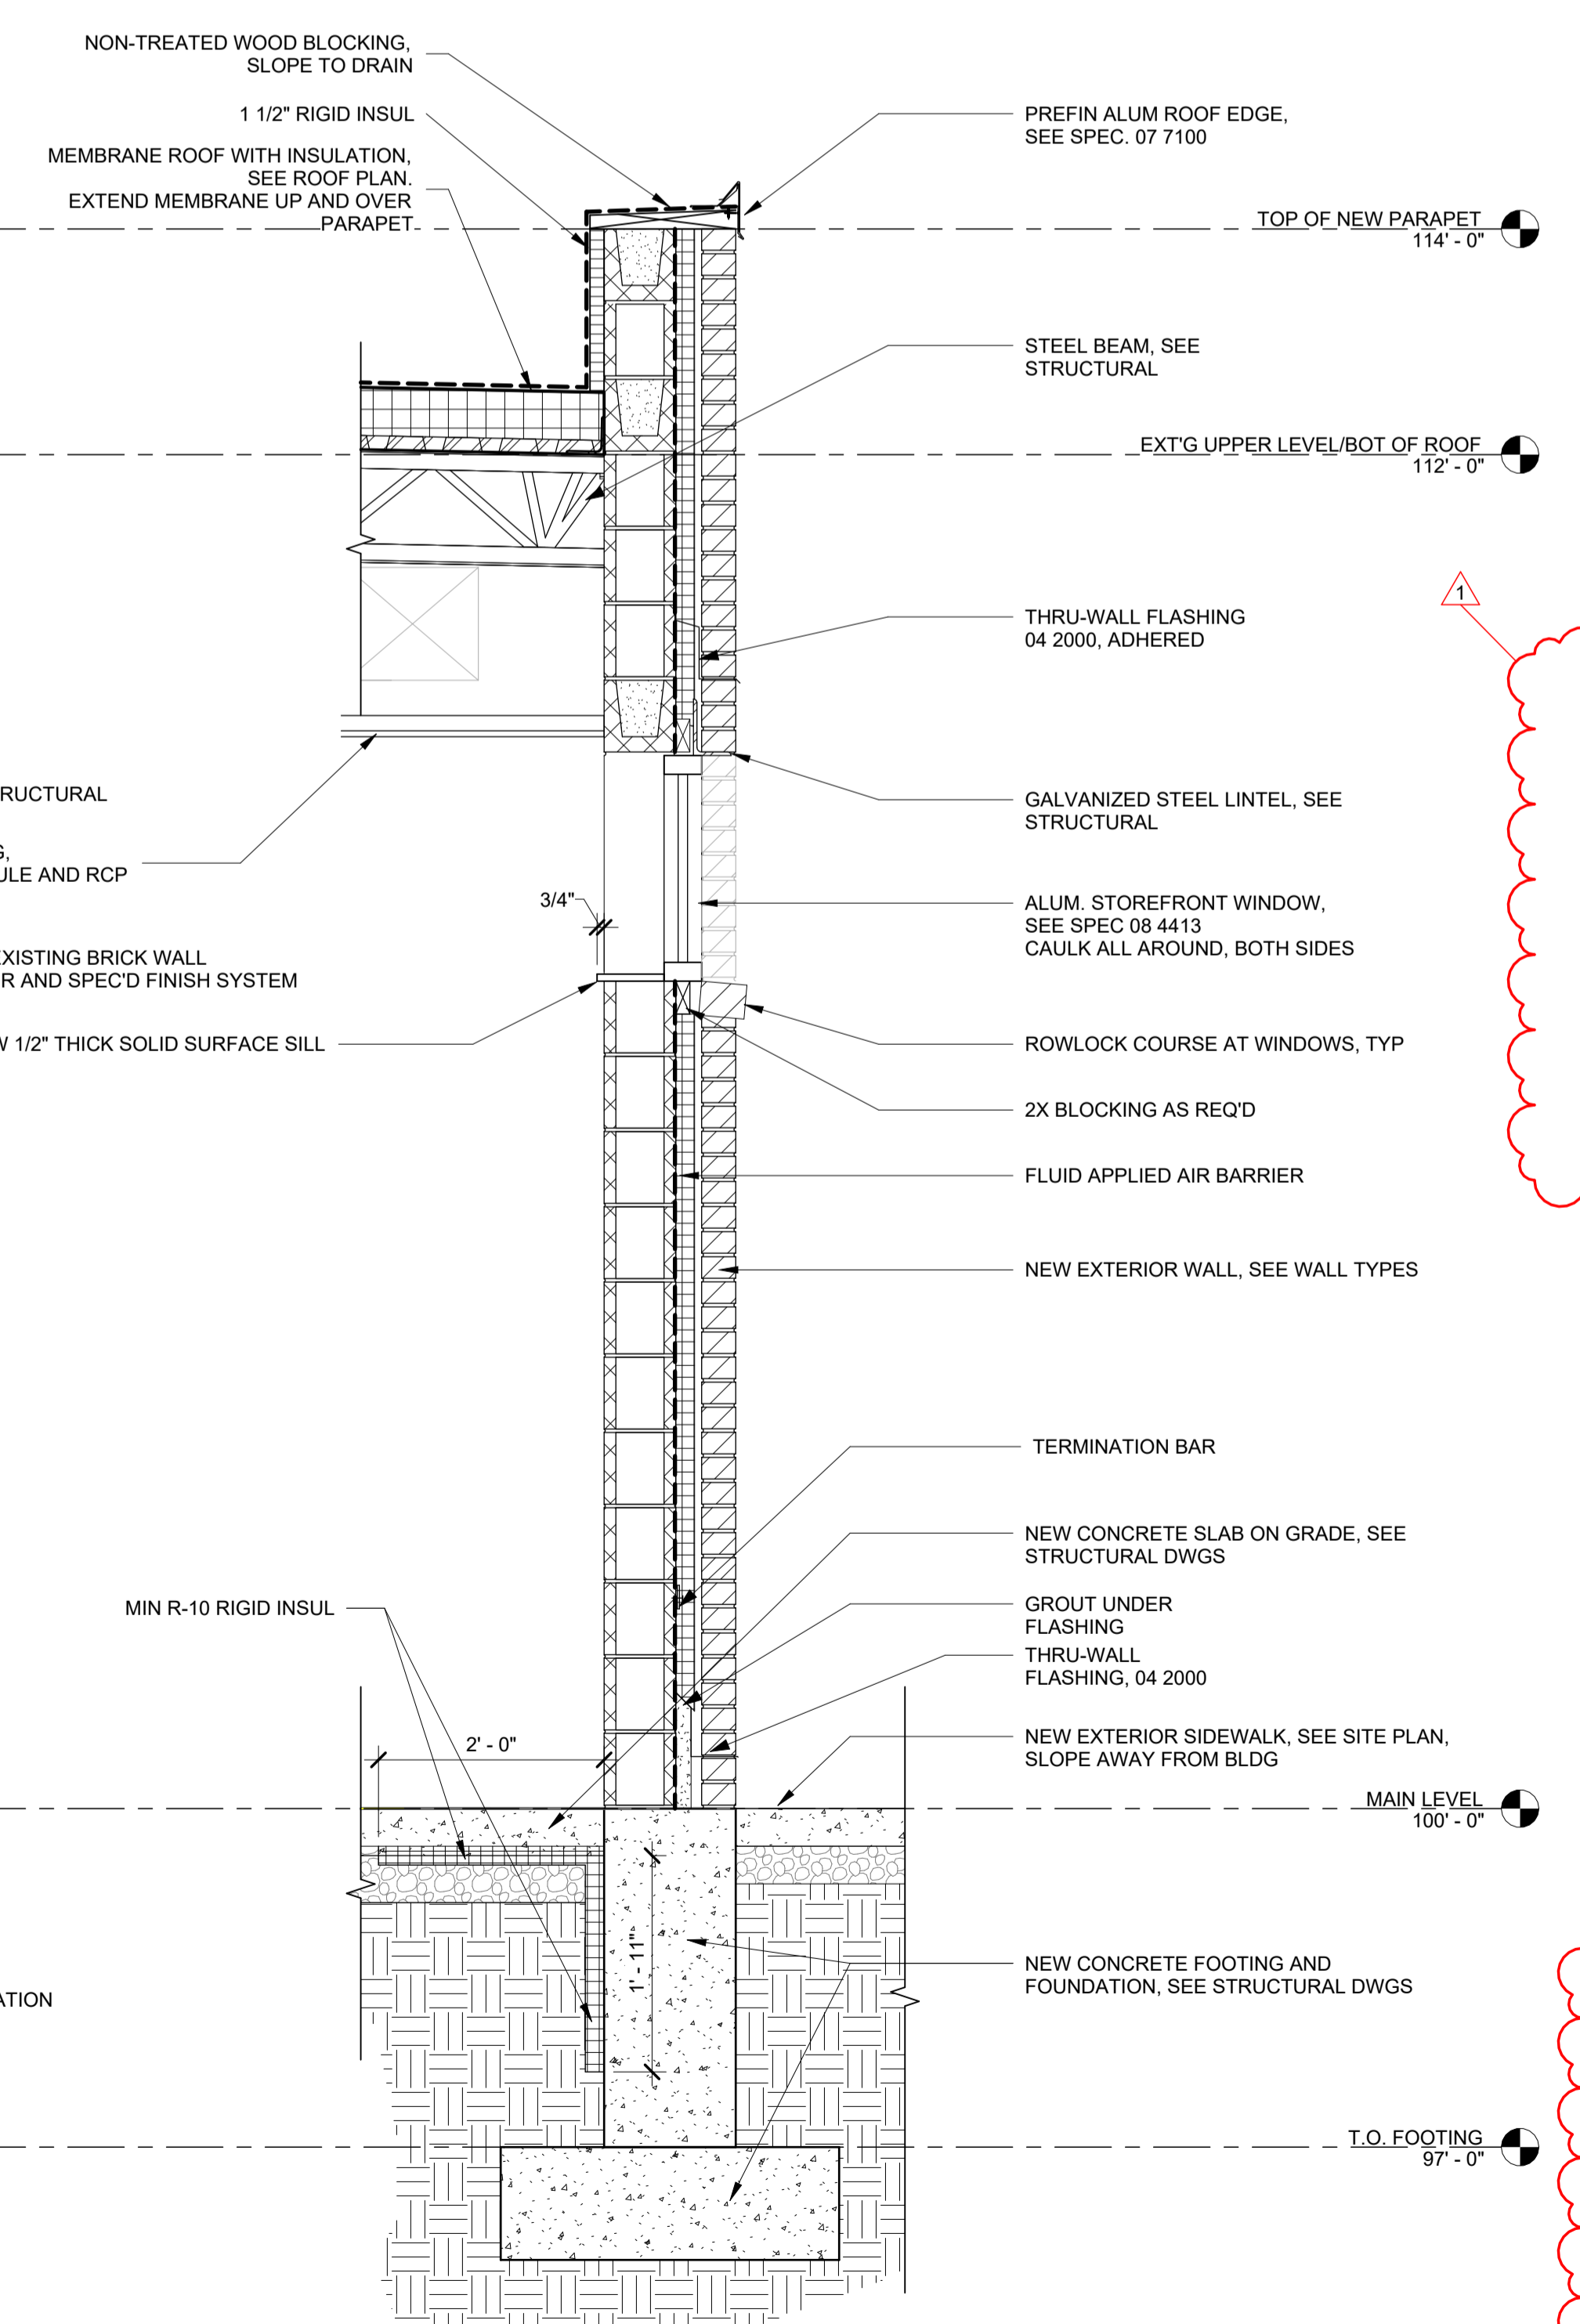 NON-TREATED WOOD BLOCKING,
SLOPE TO DRAIN
1 1/2" RIGID INSUL
MEMBRANE ROOF WITH INSULATION,
SEE ROOF PLAN.
EXTEND MEMBRANE UP AND OVER
PARAPET
PREFIN ALUM ROOF EDGE,
SEE SPEC. 07 7100
TOP OF NEW PARAPET
114' - 0"
STEEL BEAM, SEE
STRUCTURAL
EXT'G UPPER LEVEL/BOT OF ROOF
112' - 0"
1
THRU-WALL FLASHING
04 2000, ADHERED
RUCTURAL
G,
ULE AND RCP
GALVANIZED STEEL LINTEL, SEE
STRUCTURAL
3/4"
ALUM. STOREFRONT WINDOW,
SEE SPEC 08 4413
CAULK ALL AROUND, BOTH SIDES
EXISTING BRICK WALL
R AND SPEC'D FINISH SYSTEM
W 1/2" THICK SOLID SURFACE SILL
ROWLOCK COURSE AT WINDOWS, TYP
2X BLOCKING AS REQ'D
FLUID APPLIED AIR BARRIER
NEW EXTERIOR WALL, SEE WALL TYPES
TERMINATION BAR
NEW CONCRETE SLAB ON GRADE, SEE
STRUCTURAL DWGS
MIN R-10 RIGID INSUL
GROUT UNDER
FLASHING
THRU-WALL
FLASHING, 04 2000
2' - 0"
NEW EXTERIOR SIDEWALK, SEE SITE PLAN,
SLOPE AWAY FROM BLDG
MAIN LEVEL
100' - 0"
1' - 11"
NEW CONCRETE FOOTING AND
FOUNDATION, SEE STRUCTURAL DWGS
ATION
T.O. FOOTING
97' - 0"